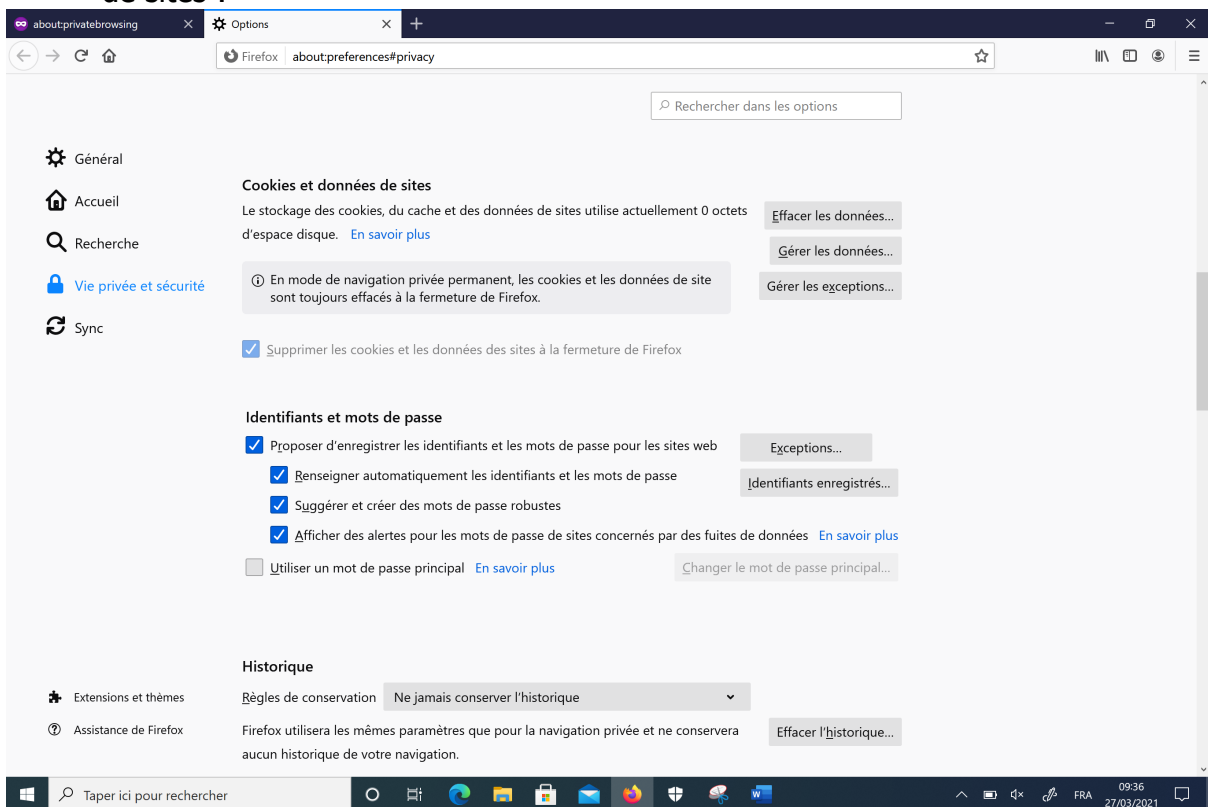 de sites :
about:privatebrowsing
Options
Firefox about:preferences#privacy
Rechercher dans les options
Général
Accueil
Recherche
Vie privée et sécurité
Sync
Cookies et données de sites
Le stockage des cookies, du cache et des données de sites utilise actuellement 0 octets
d'espace disque. En savoir plus
Effacer les données...
Gérer les données...
Gérer les exceptions...
En mode de navigation privée permanent, les cookies et les données de site
sont toujours effacés à la fermeture de Firefox.
Supprimer les cookies et les données des sites à la fermeture de Firefox
Identifiants et mots de passe
Proposer d'enregistrer les identifiants et les mots de passe pour les sites web
Exceptions...
Renseigner automatiquement les identifiants et les mots de passe
Identifiants enregistrés...
Suggérer et créer des mots de passe robustes
Afficher des alertes pour les mots de passe de sites concernés par des fuites de données En savoir plus
Utiliser un mot de passe principal En savoir plus
Changer le mot de passe principal...
Historique
Règles de conservation Ne jamais conserver l'historique
Firefox utilisera les mêmes paramètres que pour la navigation privée et ne conservera
aucun historique de votre navigation.
Effacer l'historique...
Extensions et thèmes
Assistance de Firefox
Taper ici pour rechercher
FRA
09:36
27/03/2021